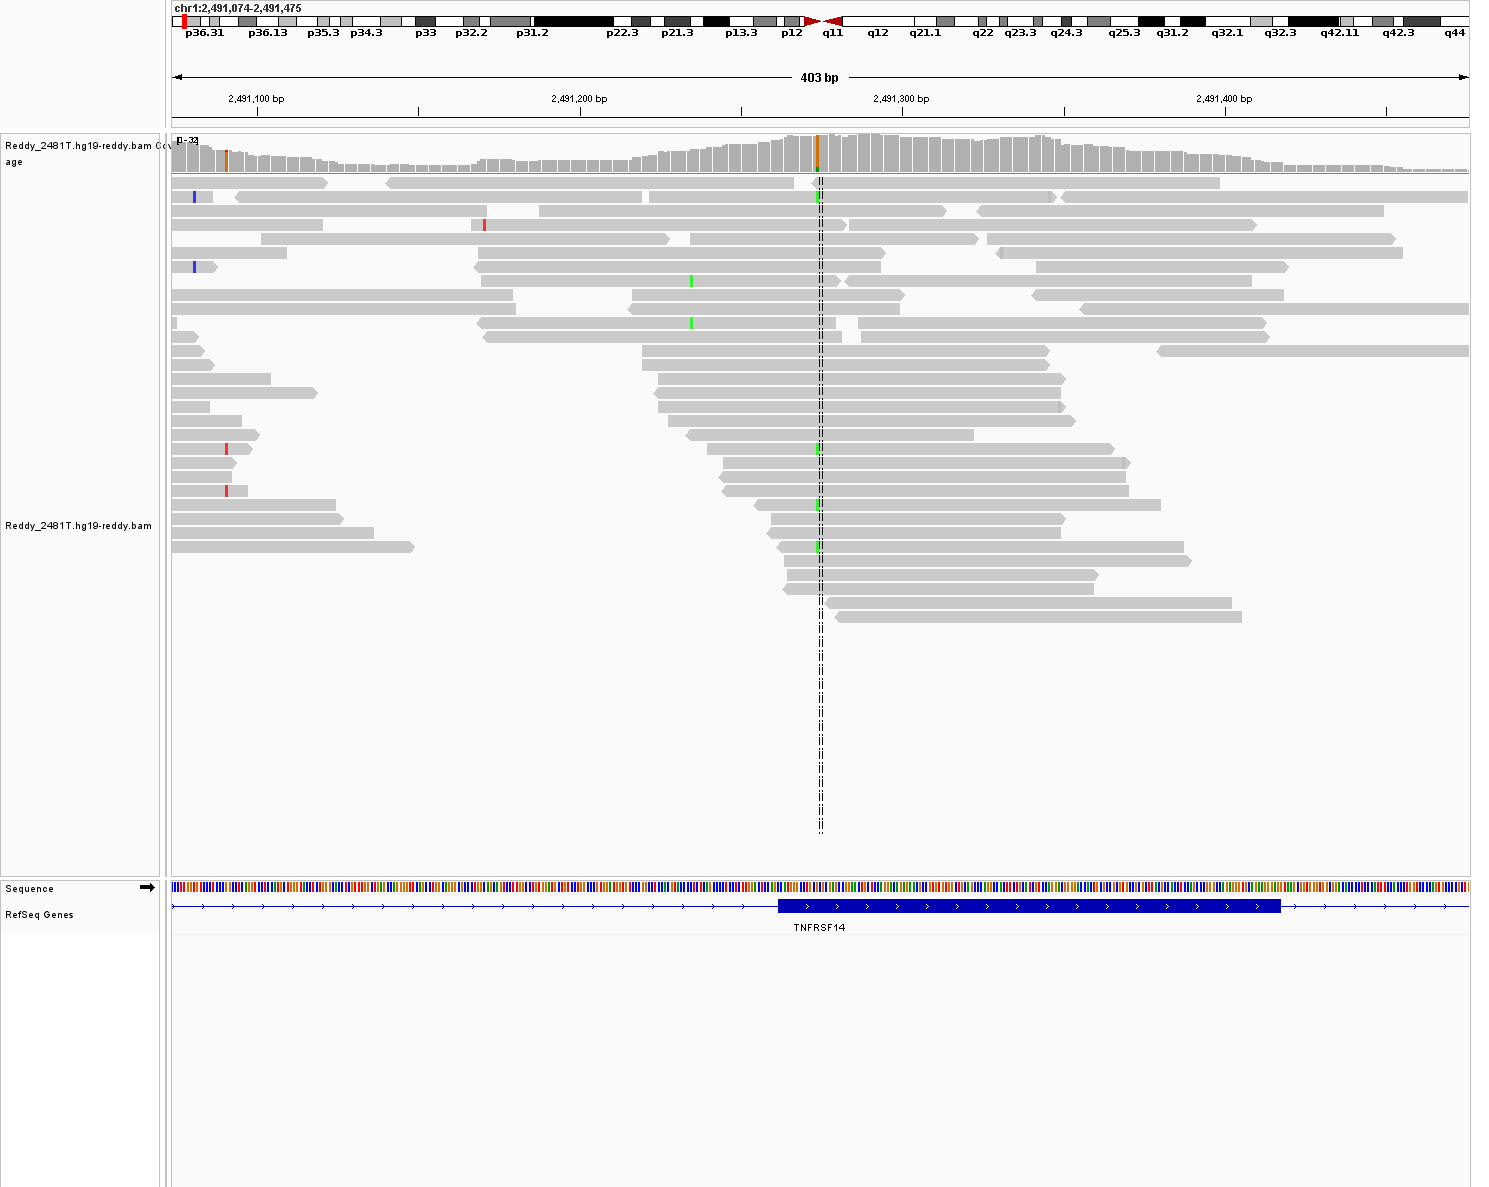 chr1:2,491,074-2,491,475
p36.31 p36.13 p35.3 p34.3 p33 p32.2 p31.2 p22.3 p21.3 p13.3 p12 q11 q12 q21.1 q22 q23.3 q24.3 q25.3 q31.2 q32.1 q32.3 q42.11 q42.3 q44
403 bp
2,491,100 bp 2,491,200 bp 2,491,300 bp 2,491,400 bp
Reddy_2481T.hg19-reddy.bam
age
Reddy_2481T.hg19-reddy.bam
Sequence
RefSeq Genes
TNFRSF14